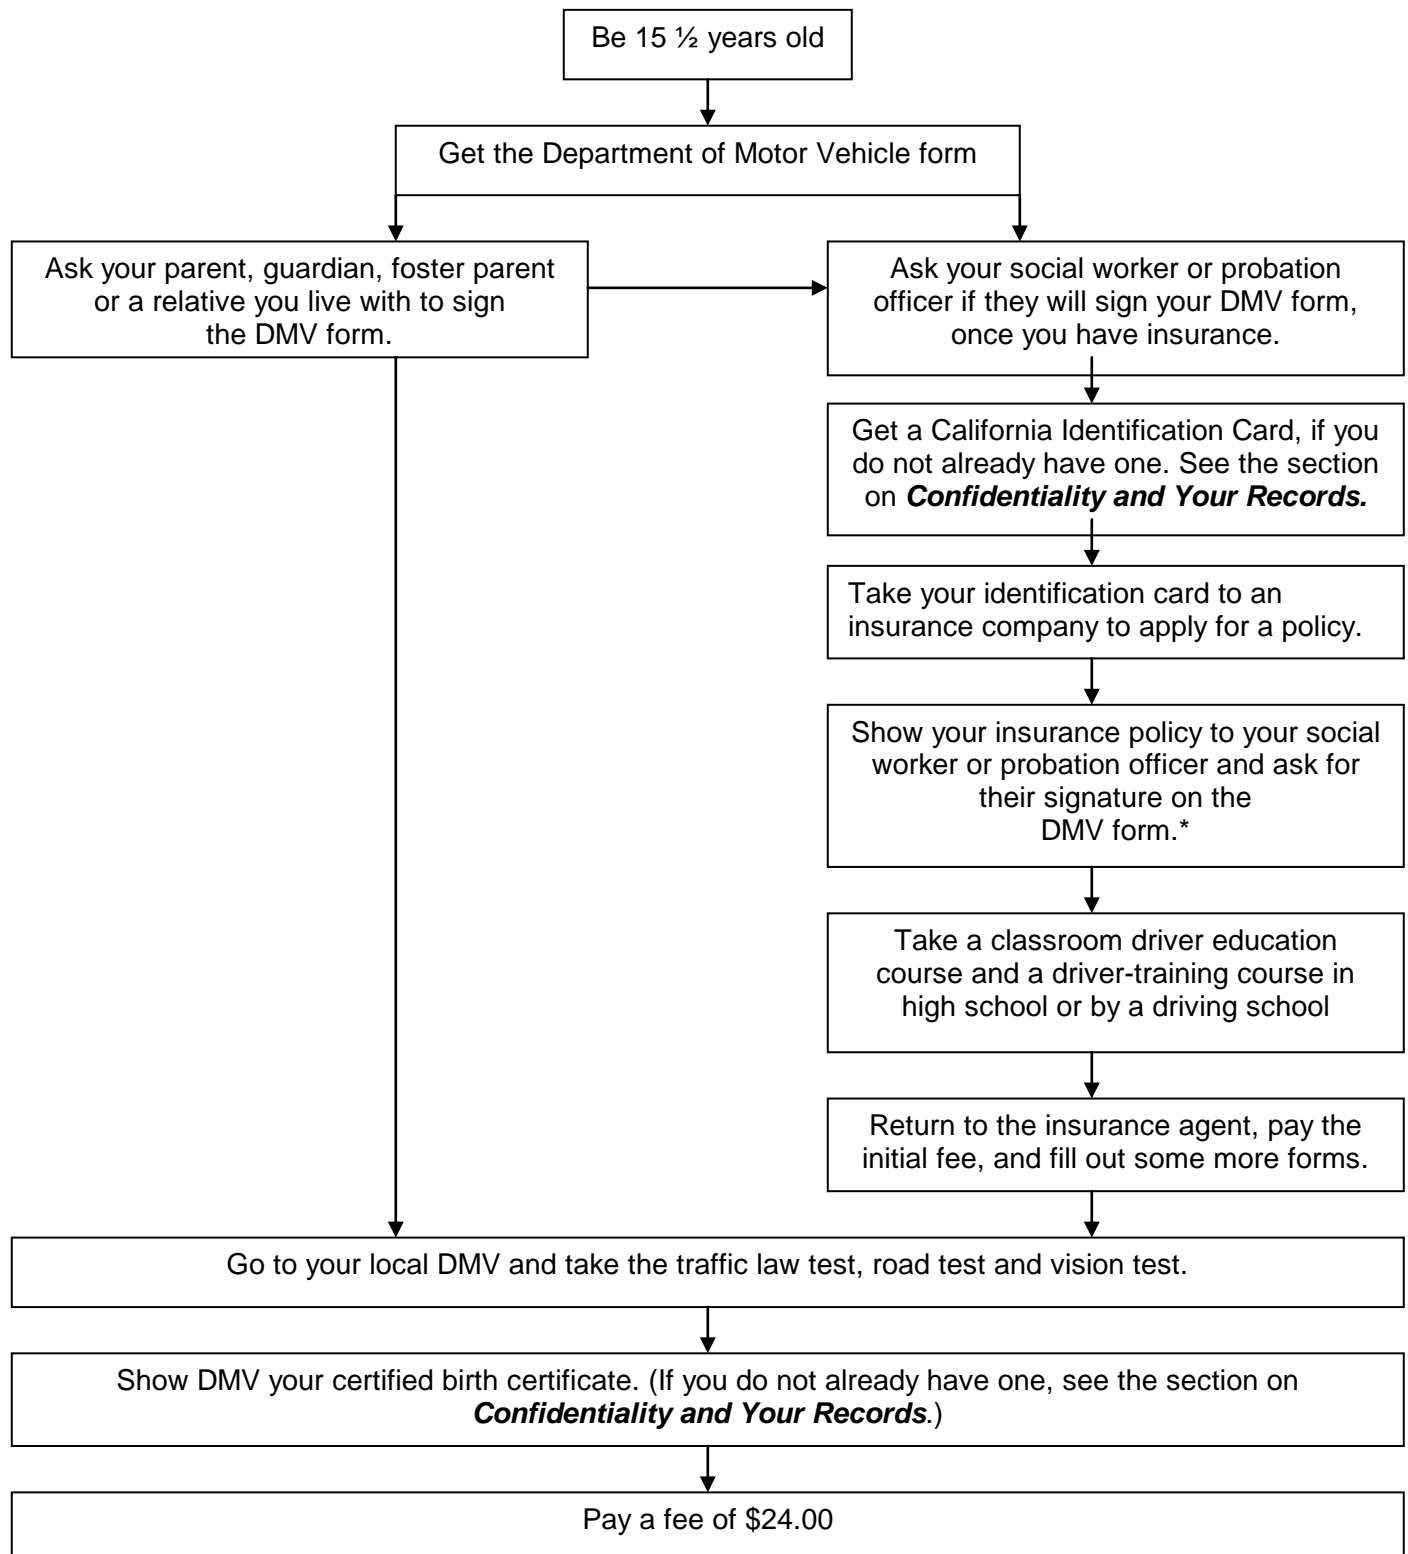 Be 15 ½ years old
Get the Department of Motor Vehicle form
Ask your parent, guardian, foster parent
or a relative you live with to sign
the DMV form.
Ask your social worker or probation
officer if they will sign your DMV form,
once you have insurance.
Get a California Identification Card, if you
do not already have one. See the section
on Confidentiality and Your Records.
Take your identification card to an
insurance company to apply for a policy.
Show your insurance policy to your social
worker or probation officer and ask for
their signature on the
DMV form.*
Take a classroom driver education
course and a driver-training course in
high school or by a driving school
Return to the insurance agent, pay the
initial fee, and fill out some more forms.
Go to your local DMV and take the traffic law test, road test and vision test.
Show DMV your certified birth certificate. (If you do not already have one, see the section on
Confidentiality and Your Records.)
Pay a fee of $24.00